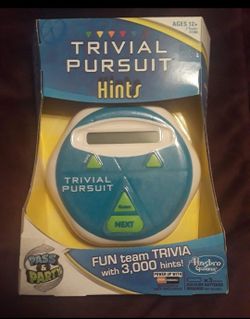 AGES 12+
TRIVIAL
PURSUIT
Hints
TRIVIAL
PURSUIT
NEXT
PASS
&
PARTY
FUN team TRIVIA
with 3,000 hints!
Hasbro
Gaming